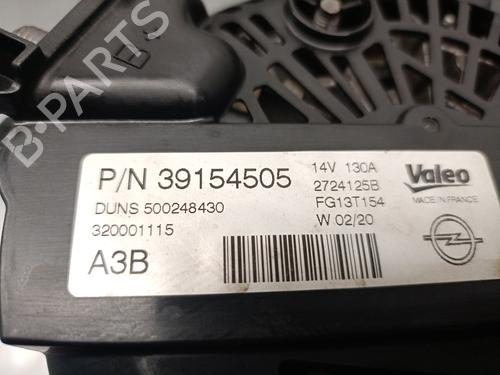 B-PARTS
P/N 39154505
DUNS 500248430
320001115
A3B
14V 130A
2724125B
FG13T154
W 02/20
Valeo
MADE IN FRANCE